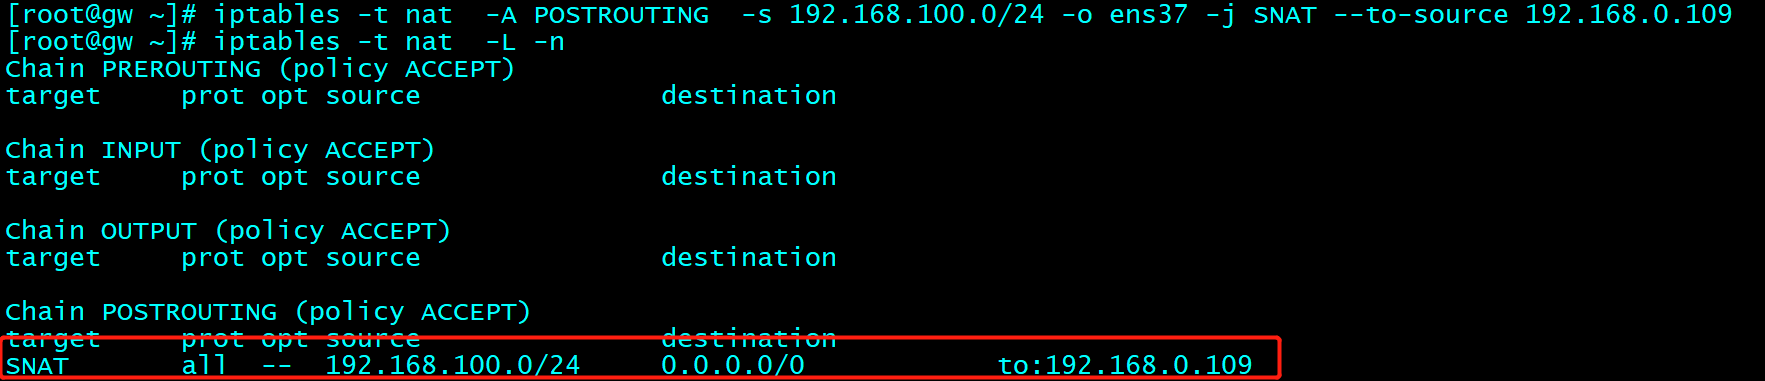 [root@gw ~]# iptables -t nat  -A POSTROUTING  -s 192.168.100.0/24 -o ens37 -j SNAT --to-source 192.168.0.109
[root@gw ~]# iptables -t nat  -L -n
Chain PREROUTING (policy ACCEPT)
target     prot opt source               destination
Chain INPUT (policy ACCEPT)
target     prot opt source               destination
Chain OUTPUT (policy ACCEPT)
target     prot opt source               destination
Chain POSTROUTING (policy ACCEPT)
target     prot opt source               destination
SNAT       all  --  192.168.100.0/24     0.0.0.0/0            to:192.168.0.109